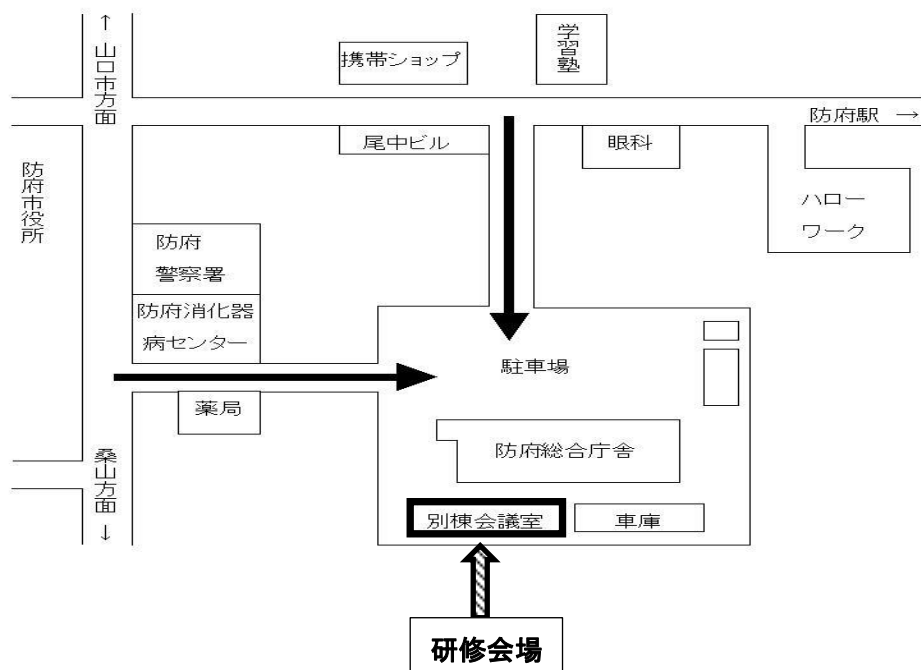 ↑
山口市方面
携帯ショップ
学習塾
防府駅 →
尾中ビル
眼科
ハロー
ワーク
防府市役所
防府
警察署
防府消化器
病センター
駐車場
薬局
防府総合庁舎
桑山方面
↓
別棟会議室
車庫
研修会場